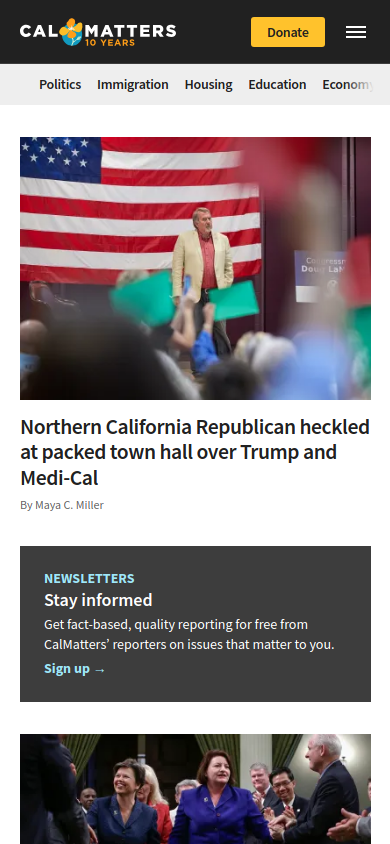 CALMATTERS
10 YEARS
Donate
Politics Immigration Housing Education Economy
Congressman
Doug LaM
Northern California Republican heckled
at packed town hall over Trump and
Medi-Cal
By Maya C. Miller
NEWSLETTERS
Stay informed
Get fact-based, quality reporting for free from
CalMatters' reporters on issues that matter to you.
Sign up →